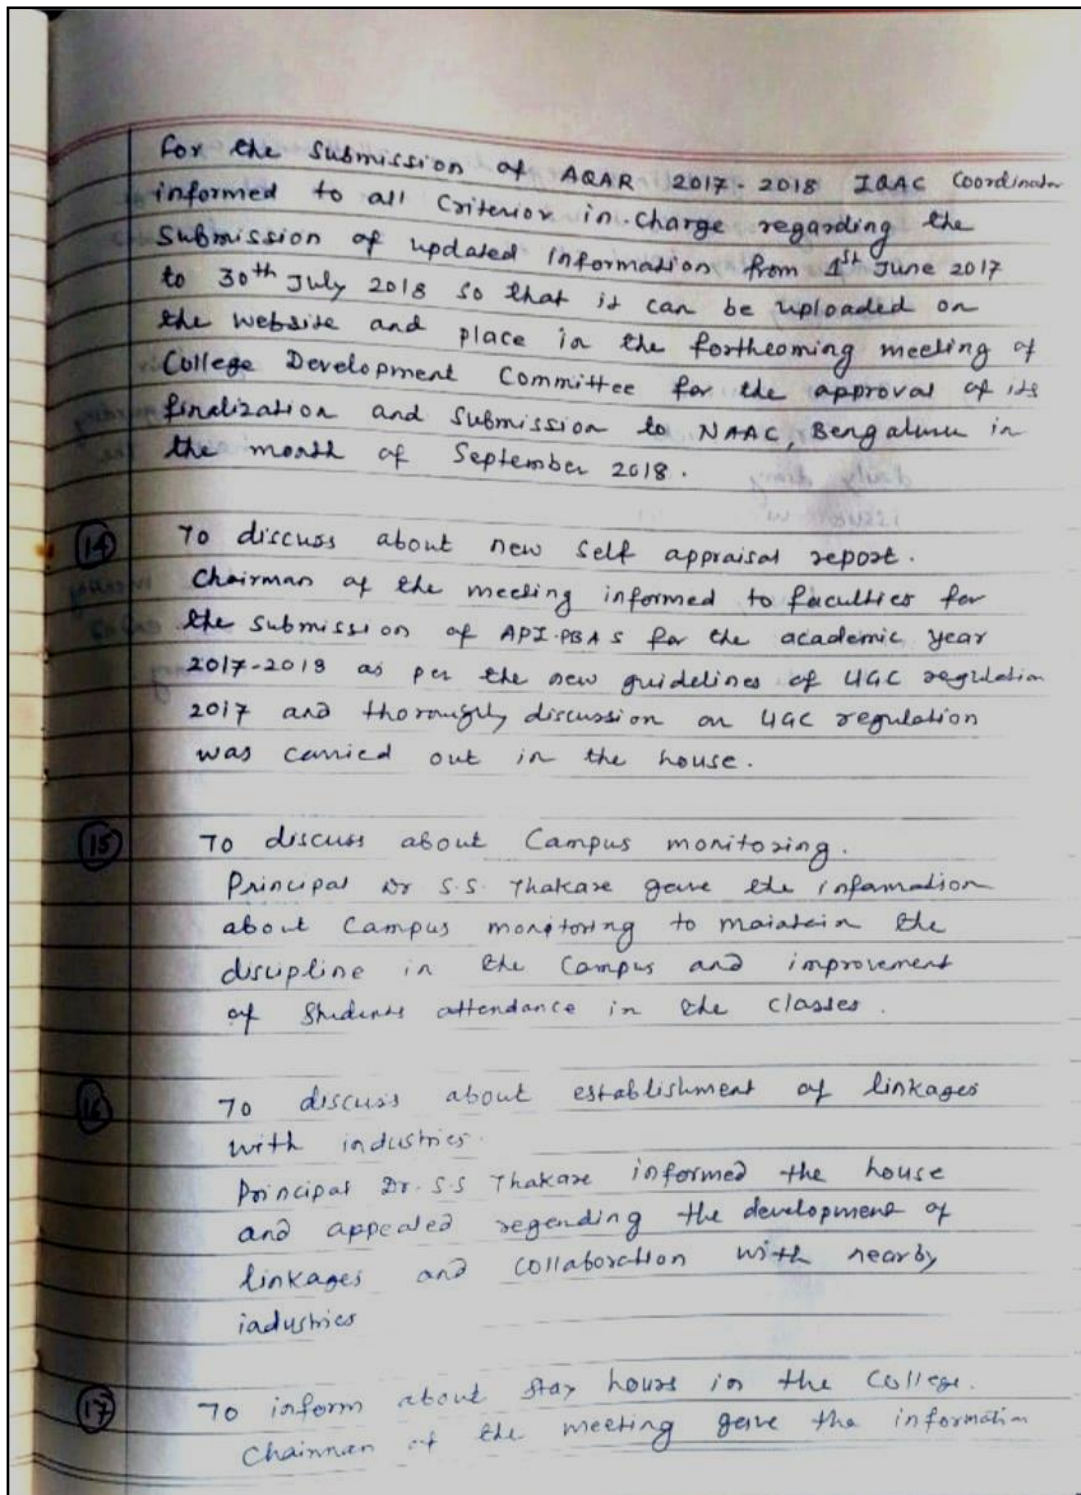 For the Submission of AQAR 2017-2018 IQAC Coordinator
informed to all Criterior in-charge regarding the
Submission of updated information from 1st June 2017
to 30th July 2018 so that it can be uploaded on
the website and place in the forthcoming meeting of
College Development Committee for the approval of its
finalization and Submission to NAAC, Bengaluru in
the month of September 2018.
14 To discuss about new self appraisal report.
Chairman of the meeting informed to faculties for
the submission of API-PBAS for the academic year
2017-2018 as per the new guidelines of UGC regulation
2017 and thoroughly discussion on UGC regulation
was carried out in the house.
15 To discuss about Campus monitoring.
Principal Dr S.S. Thakare gave the information
about Campus monitoring to maintain the
discipline in the Campus and improvement
of Students attendance in the classes.
16 To discuss about establishment of linkages
with industries.
Principal Dr. S.S Thakare informed the house
and appealed regending the development of
linkages and collaboration with nearby
industries
17 To inform about stay hours in the College.
Chairman of the meeting gave the information